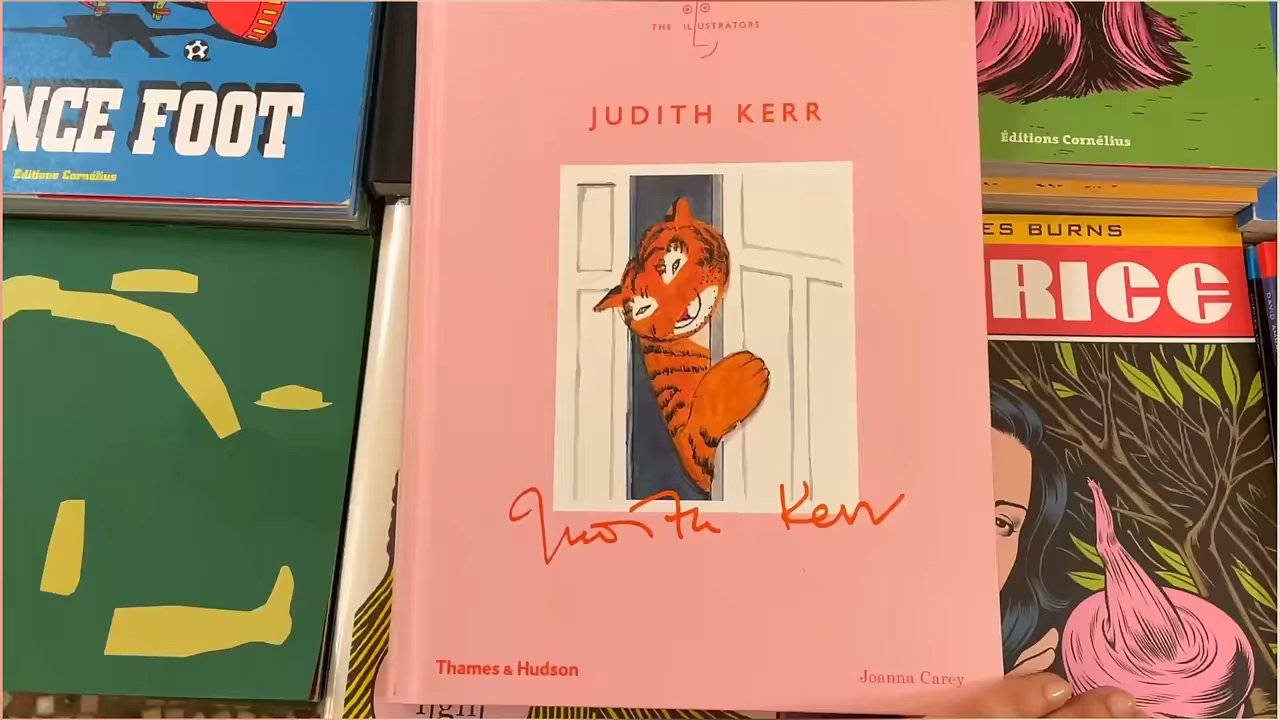 NCE FOOT
Éditions Cornélius
THE ILLUSTRATORS
JUDITH KERR
Judith Kerr
Thames & Hudson
Joanna Carey
Éditions Cornélius
ES BURNS
RICE